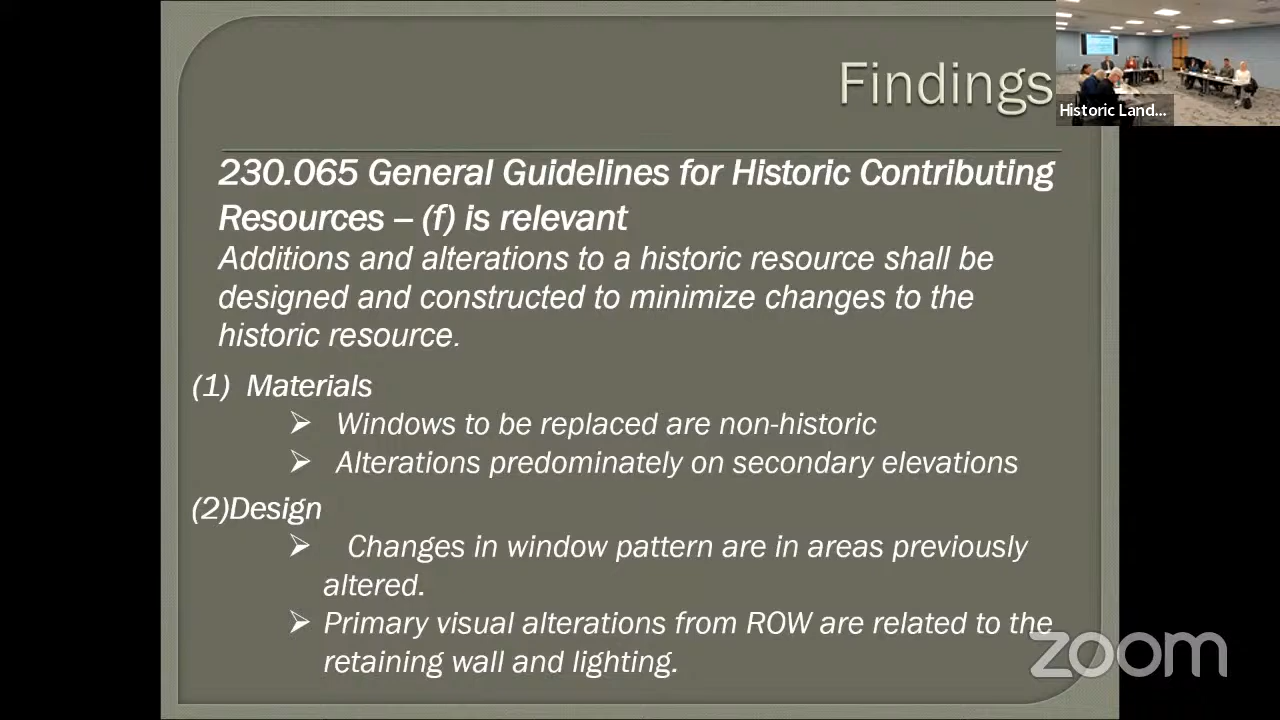 Findings
Historic Land...
230.065 General Guidelines for Historic Contributing
Resources – (f) is relevant
Additions and alterations to a historic resource shall be
designed and constructed to minimize changes to the
historic resource.
(1) Materials
➢ Windows to be replaced are non-historic
➢ Alterations predominately on secondary elevations
(2)Design
➢ Changes in window pattern are in areas previously
altered.
➢ Primary visual alterations from ROW are related to the
retaining wall and lighting.
zoom